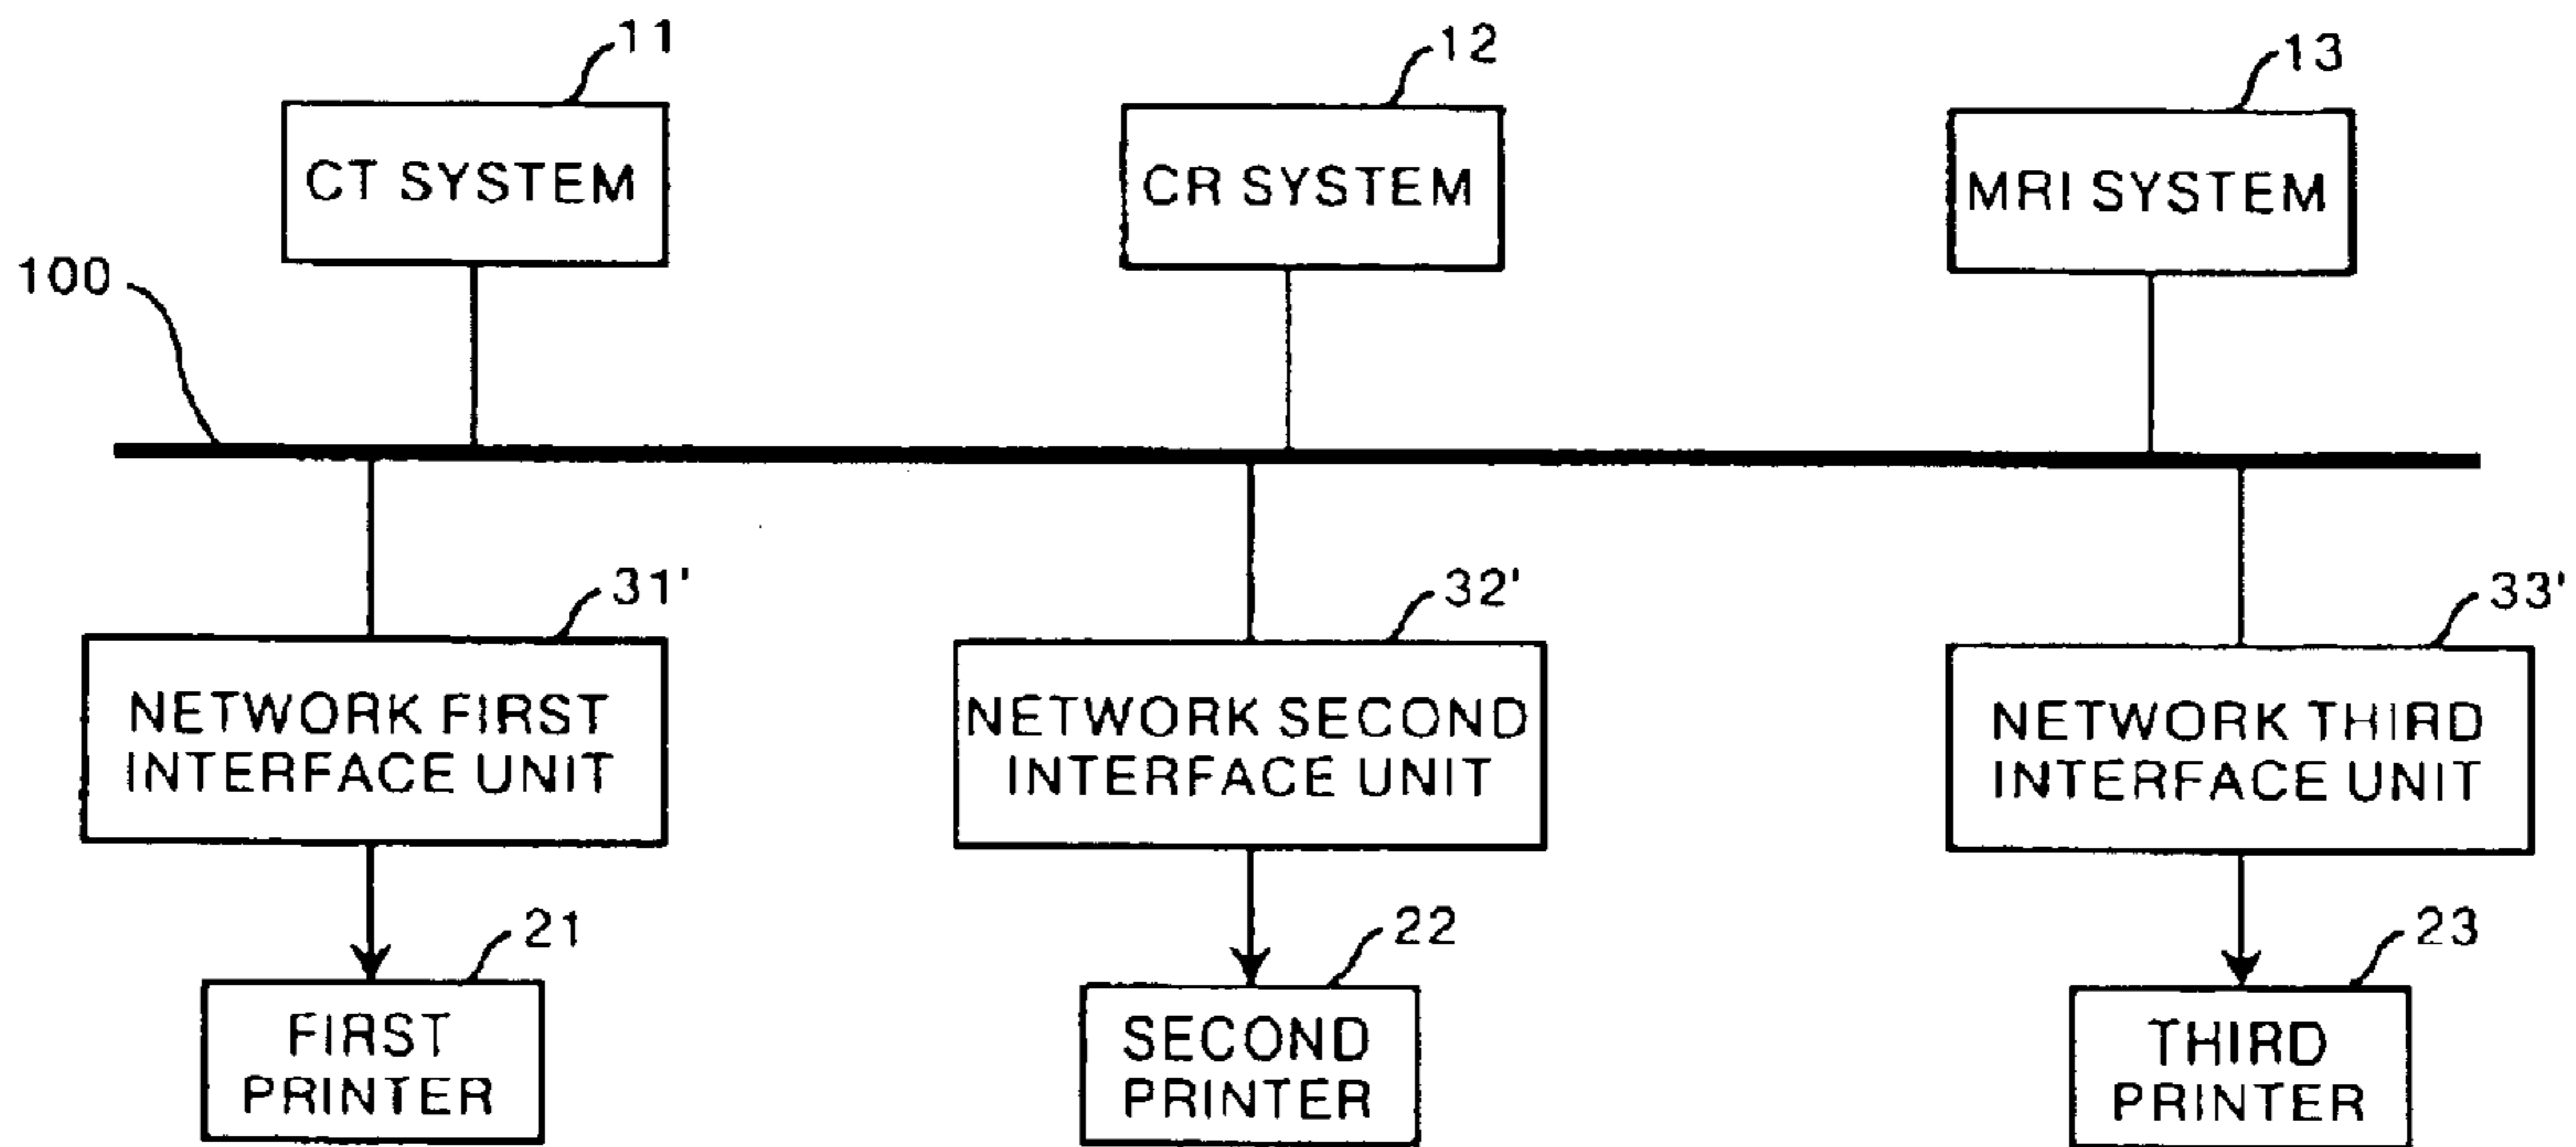 11
12
13
CT SYSTEM
CR SYSTEM
MRI SYSTEM
100
31'
32'
33'
NETWORK FIRST
INTERFACE UNIT
NETWORK SECOND
INTERFACE UNIT
NETWORK THIRD
INTERFACE UNIT
21
22
23
FIRST
PRINTER
SECOND
PRINTER
THIRD
PRINTER